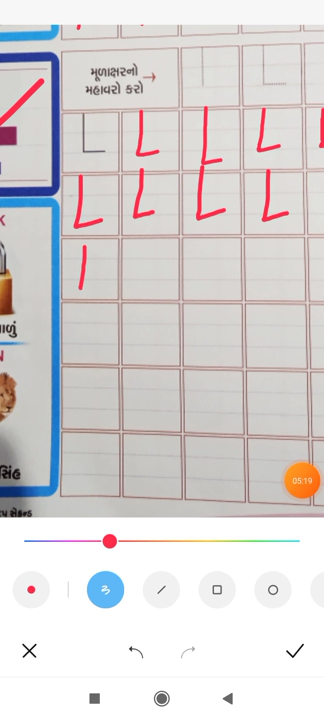 મૂળાક્ષરનો
મહાવરો કરો →
L
L L L L
L L L L
K
ળું
N
સિંહ
05:19